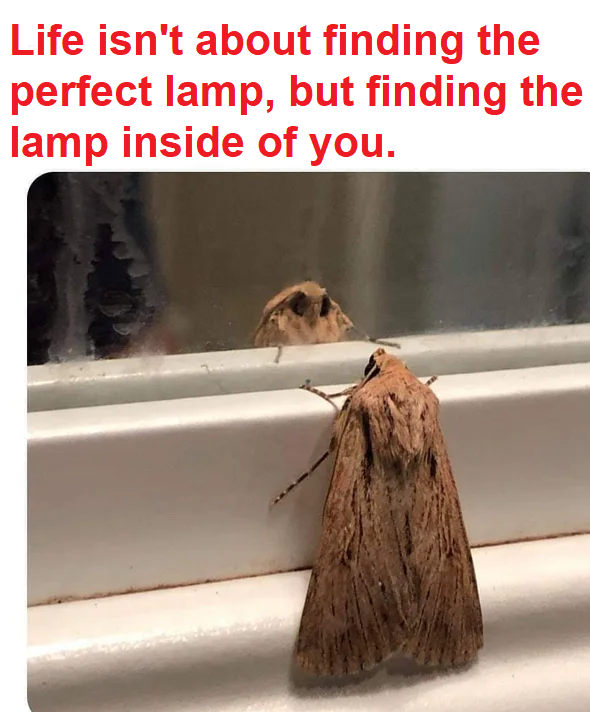 Life isn't about finding the
perfect lamp, but finding the
lamp inside of you.